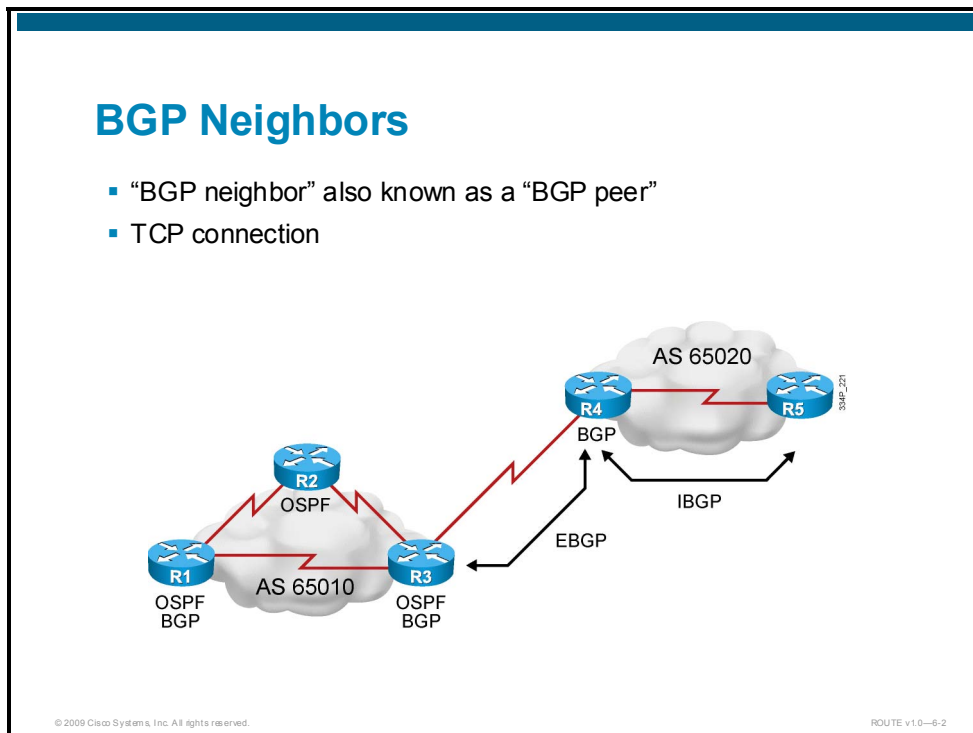 BGP Neighbors
▪ “BGP neighbor” also known as a “BGP peer”
▪ TCP connection
AS 65020
R4
R5
334P_221
BGP
IBGP
R2
OSPF
EBGP
R1
AS 65010
R3
OSPF
BGP
OSPF
BGP
© 2009 Cisco Systems, Inc. All rights reserved.
ROUTE v1.0—6-2